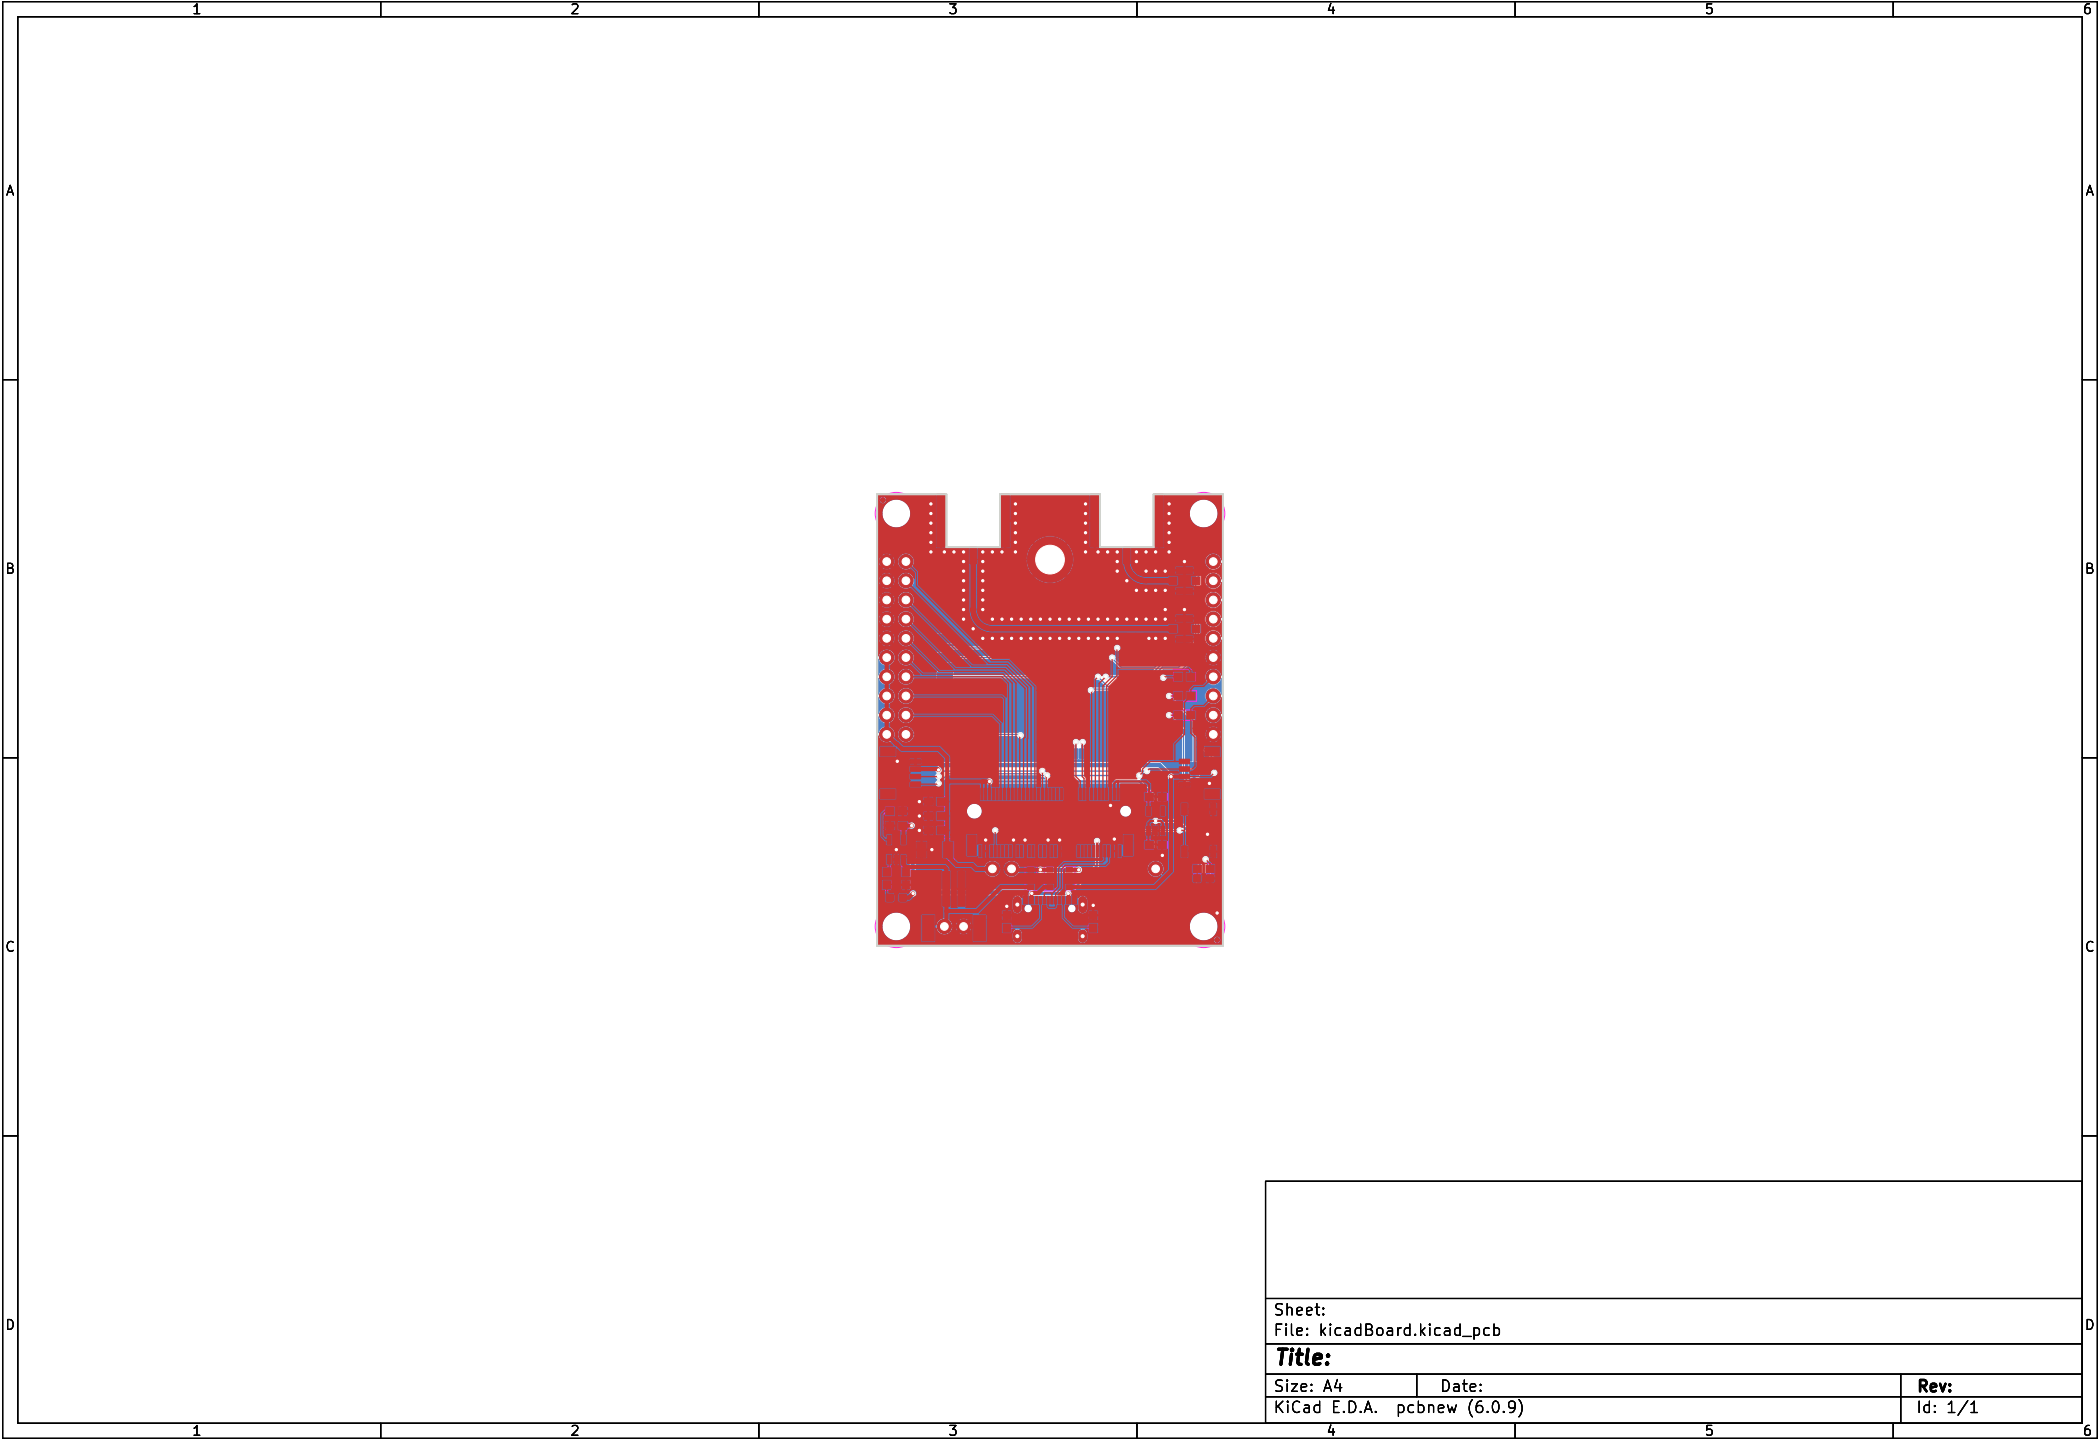 1 2 3 4 5 6
A A
B B
C C
D D
Sheet:
File: kicadBoard.kicad_pcb
Title:
Size: A4 Date: Rev:
KiCad E.D.A. pcbnew (6.0.9) Id: 1/1
1 2 3 4 5 6